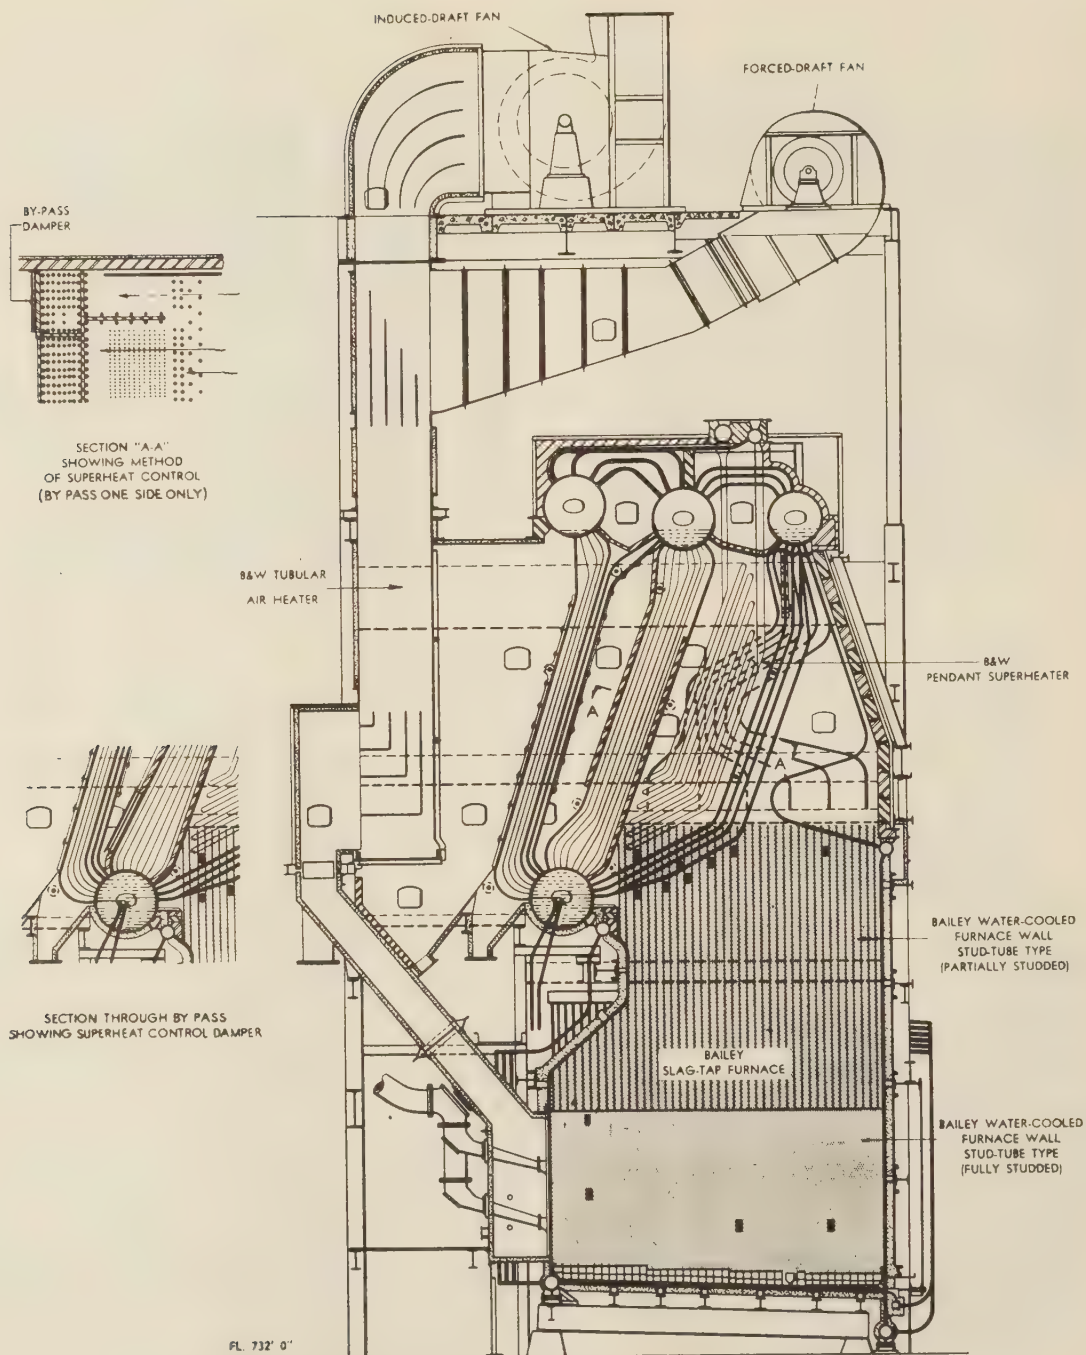 INDUCED-DRAFT FAN
FORCED-DRAFT FAN
BY-PASS
DAMPER
SECTION "A-A"
SHOWING METHOD
OF SUPERHEAT CONTROL
(BY PASS ONE SIDE ONLY)
B&W TUBULAR
AIR HEATER
A
B&W
PENDANT SUPERHEATER
A
BAILEY WATER-COOLED
FURNACE WALL
STUD-TUBE TYPE
(PARTIALLY STUDDED)
SECTION THROUGH BY PASS
SHOWING SUPERHEAT CONTROL DAMPER
BAILEY
SLAG-TAP FURNACE
BAILEY WATER-COOLED
FURNACE WALL
STUD-TUBE TYPE
(FULLY STUDDED)
FL. 732' 0"